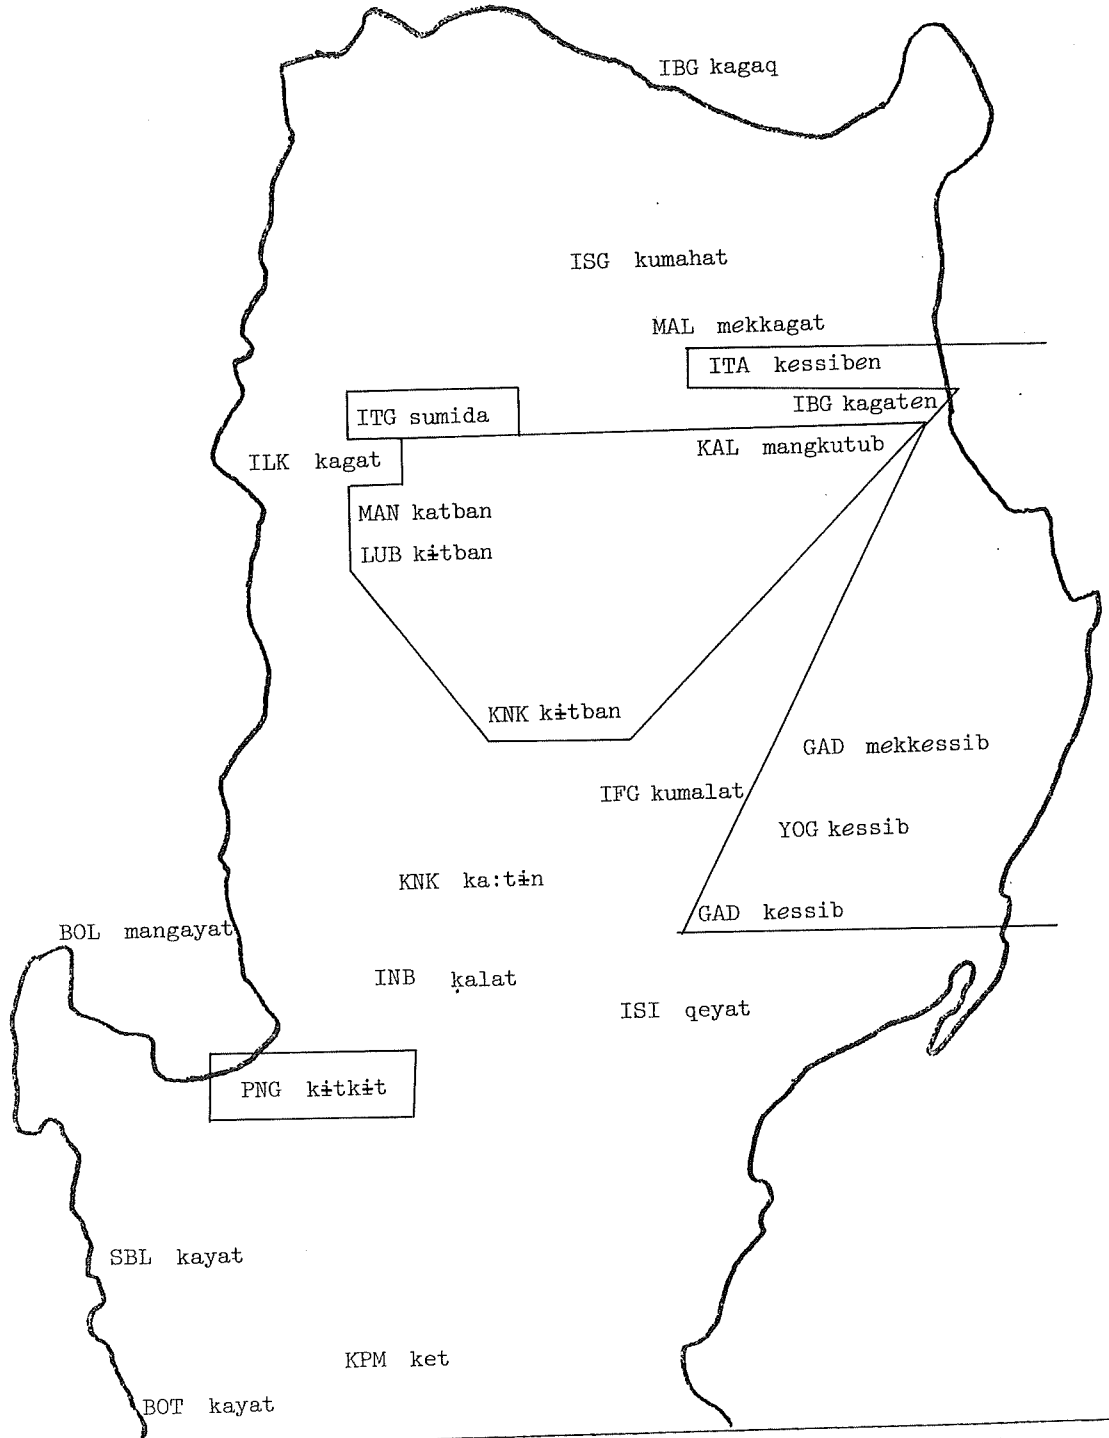 IBG kagaq
ISG kumahat
MAL mekkagat
ITA kessiben
IBG kagaten
ITG sumida
KAL mangkutub
ILK kagat
MAN katban
LUB kɨtban
KNK kɨtban
GAD mekkessib
IFG kumalat
YOG kessib
KNK ka:tɨn
GAD kessib
BOL mangayat
INB ḳalat
ISI qeyat
PNG kɨtkɨt
SBL kayat
KPM ket
BOT kayat